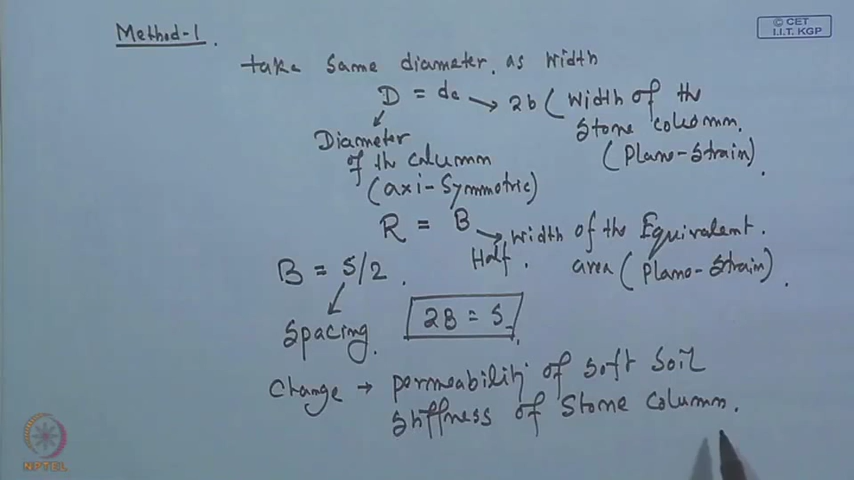 © CET
I.I.T. KGP
Method-1.
take same diameter. as width
D = dc → 2b (width of the
stone column.
(Plane-strain).
Diameter
of the column
(axi-symmetric)
R = B → width of the Equivalent.
Half. area (Plane-strain).
B = S/2.
Spacing.
2B = S
Change → permeability of soft soil
stiffness of stone column.
NPTEL